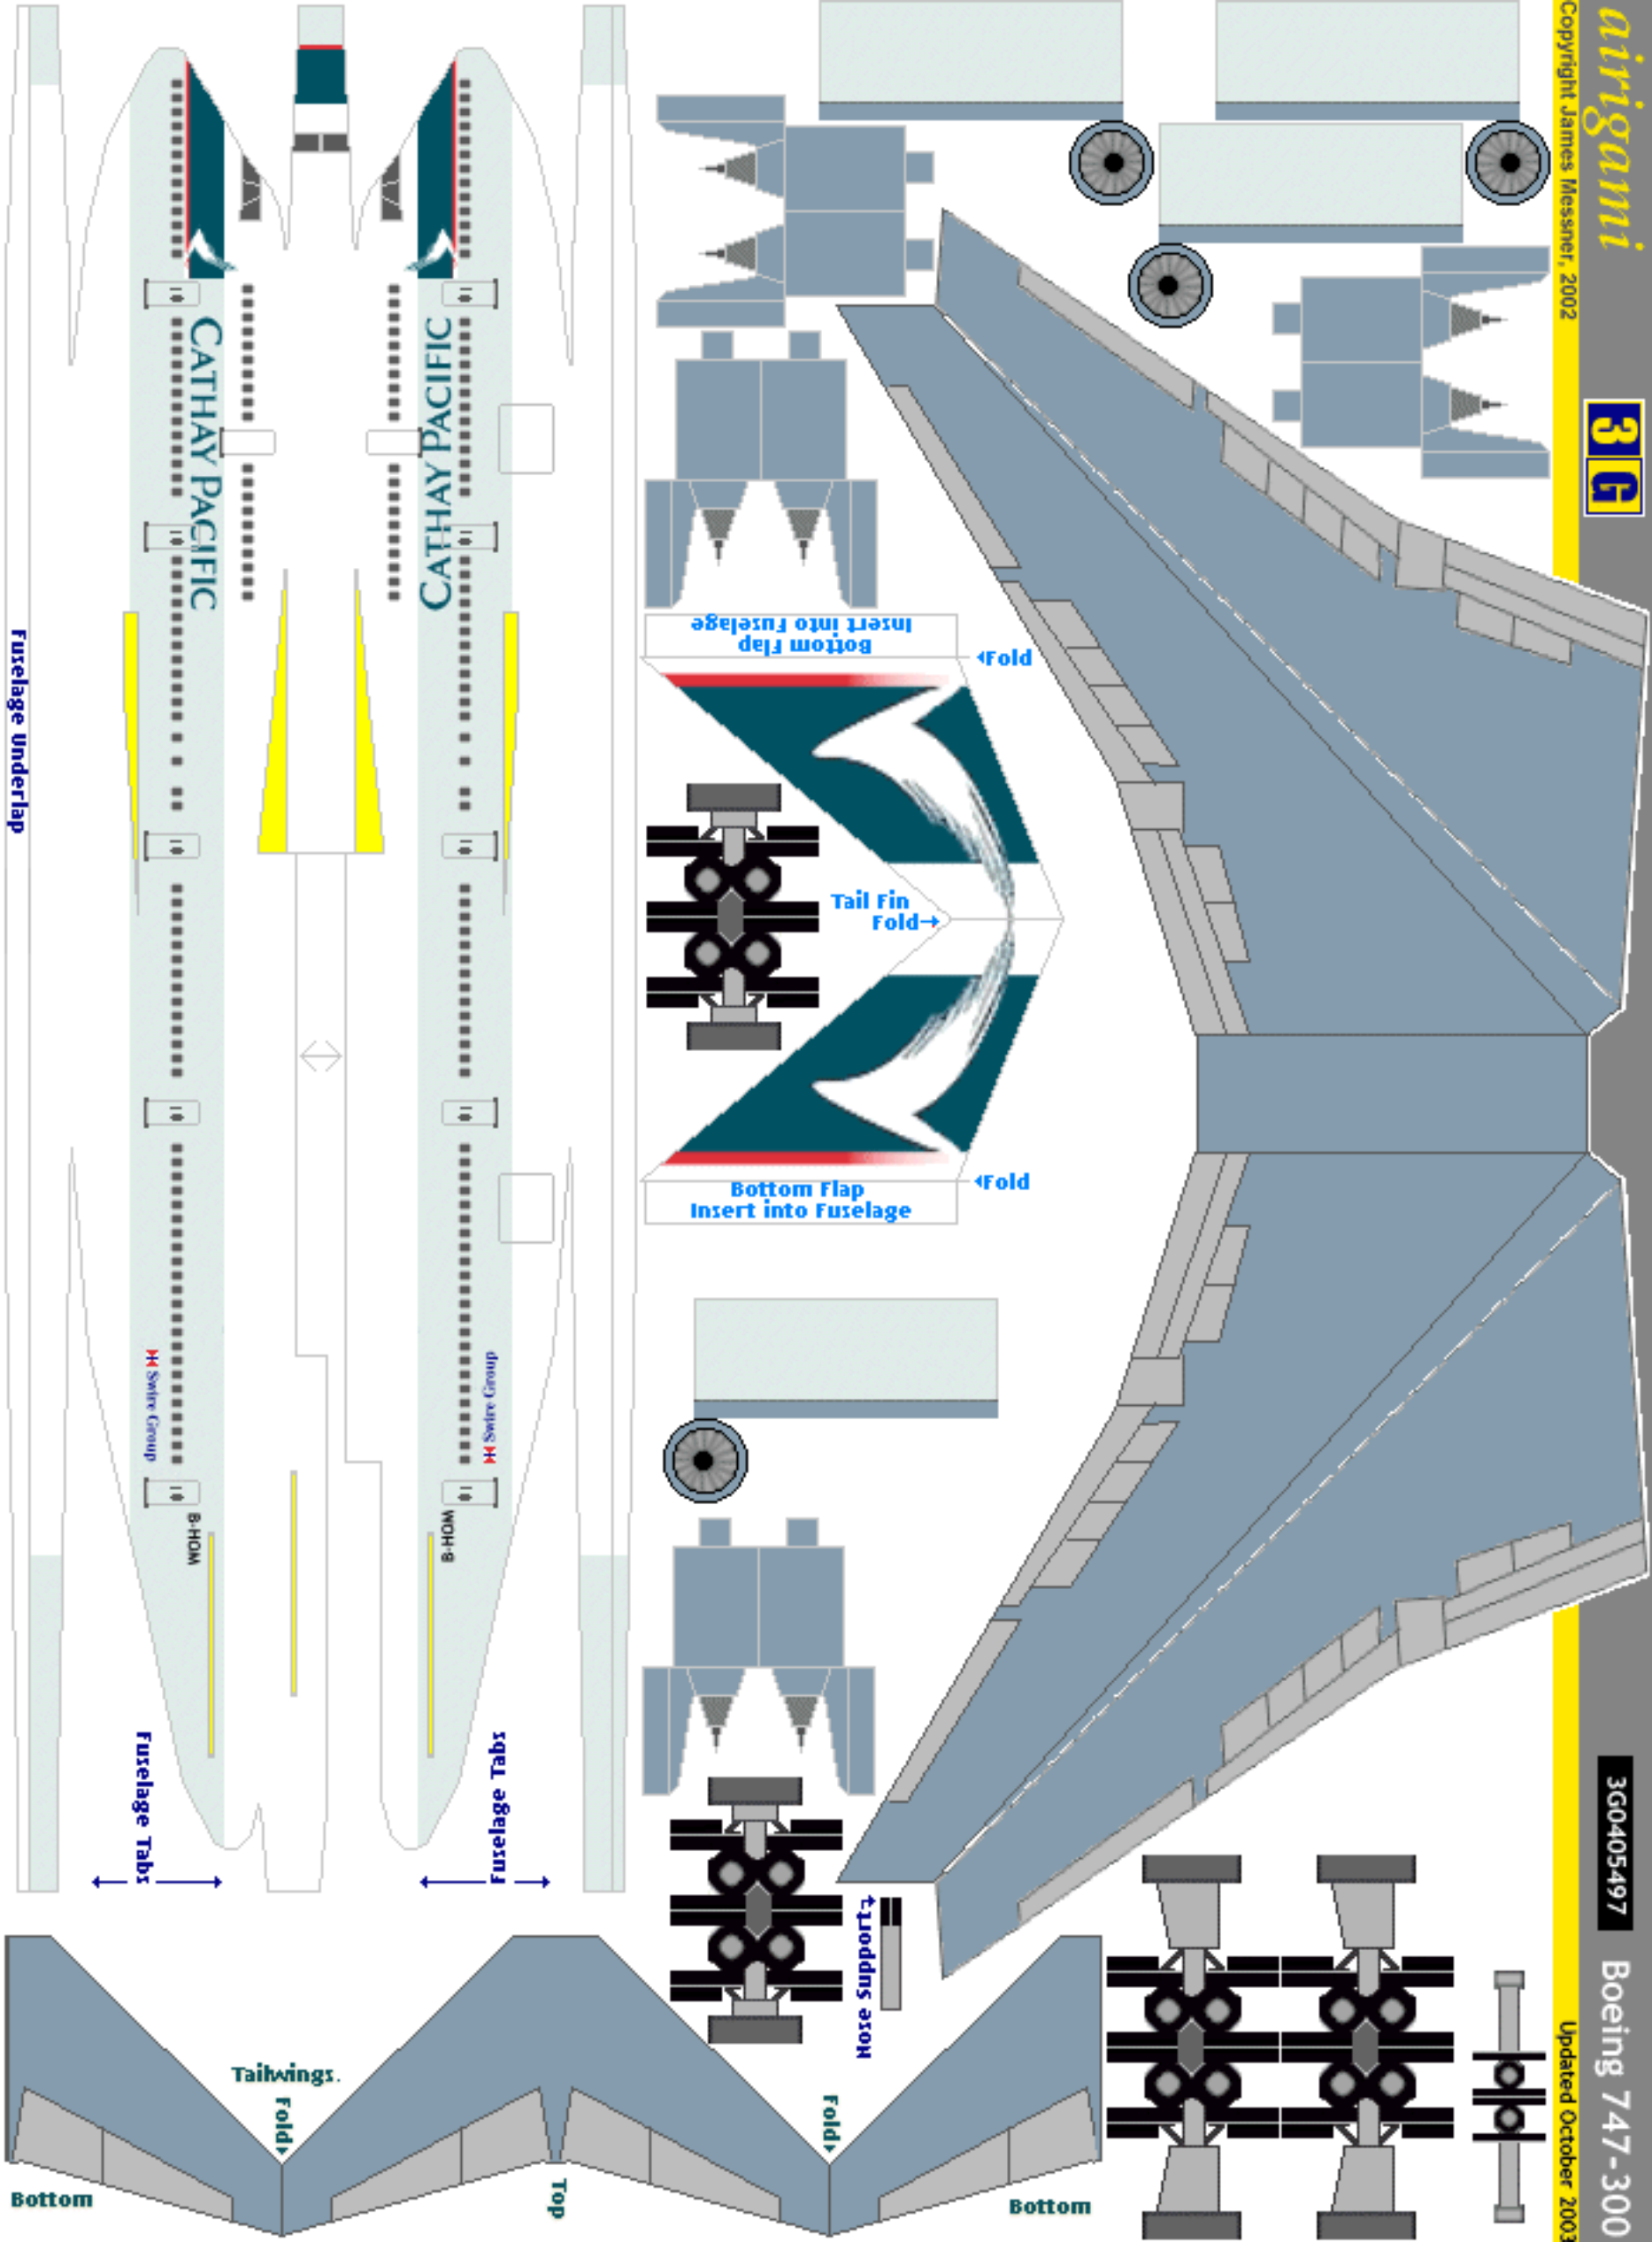 airigami
Copyright James Messner, 2002
3G
3G0405497
Boeing 747-300
Updated October 2003
CATHAY PACIFIC
CATHAY PACIFIC
Fuselage Underlap
Swire Group
Swire Group
B-HOM
B-HOM
Fuselage Tabs
Fuselage Tabs
Bottom Flap
Insert into Fuselage
Fold
Tail Fin
Fold
Fold
Bottom Flap
Insert into Fuselage
Nose Support
Tailwings.
Fold
Fold
Bottom
Top
Bottom